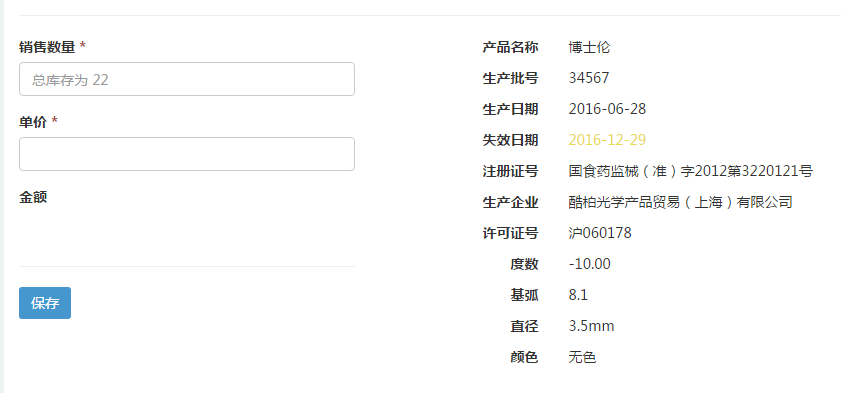 销售数量 *
总库存为 22
单价 *
金额
保存
产品名称 博士伦
生产批号 34567
生产日期 2016-06-28
失效日期 2016-12-29
注册证号 国食药监械（准）字2012第3220121号
生产企业 酷柏光学产品贸易（上海）有限公司
许可证号 沪060178
度数 -10.00
基弧 8.1
直径 3.5mm
颜色 无色